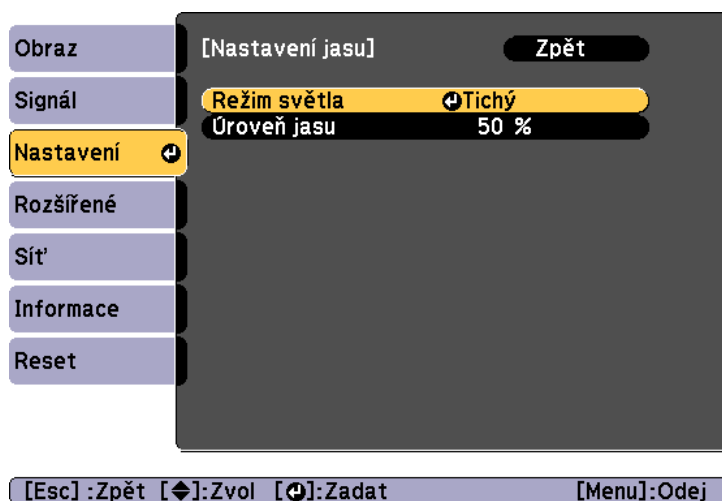 Obraz
Signál
Nastavení
Rozšířené
Síť
Informace
Reset
[Nastavení jasu] Zpět
Režim světla Tichý
Úroveň jasu 50 %
[Esc] :Zpět [◆]:Zvol [↵]:Zadat [Menu]:Odej